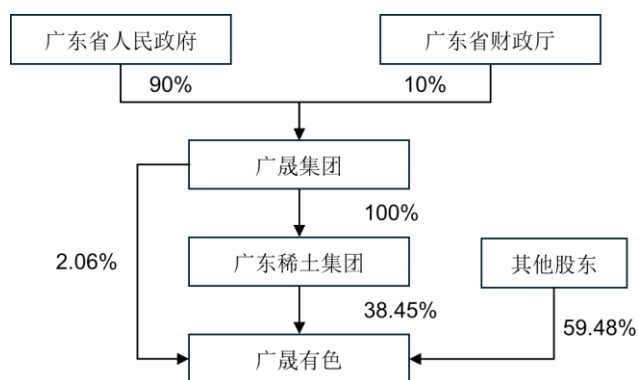 广东省人民政府
广东省财政厅
90%
10%
广晟集团
100%
2.06%
广东稀土集团
其他股东
38.45%
59.48%
广晟有色